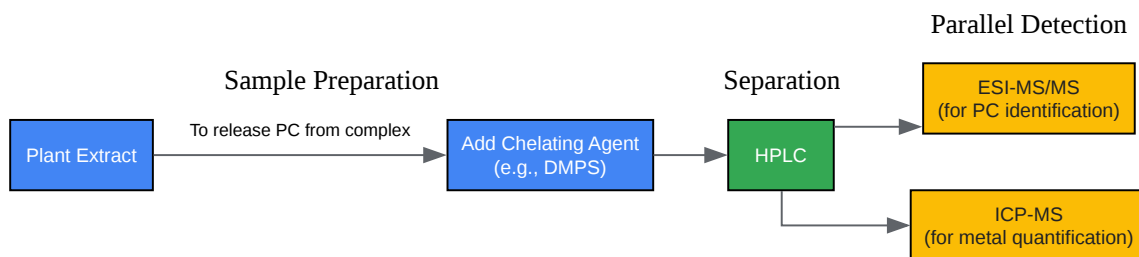 Parallel Detection
Sample Preparation
Separation
To release PC from complex
Plant Extract
Add Chelating Agent
(e.g., DMPS)
HPLC
ESI-MS/MS
(for PC identification)
ICP-MS
(for metal quantification)